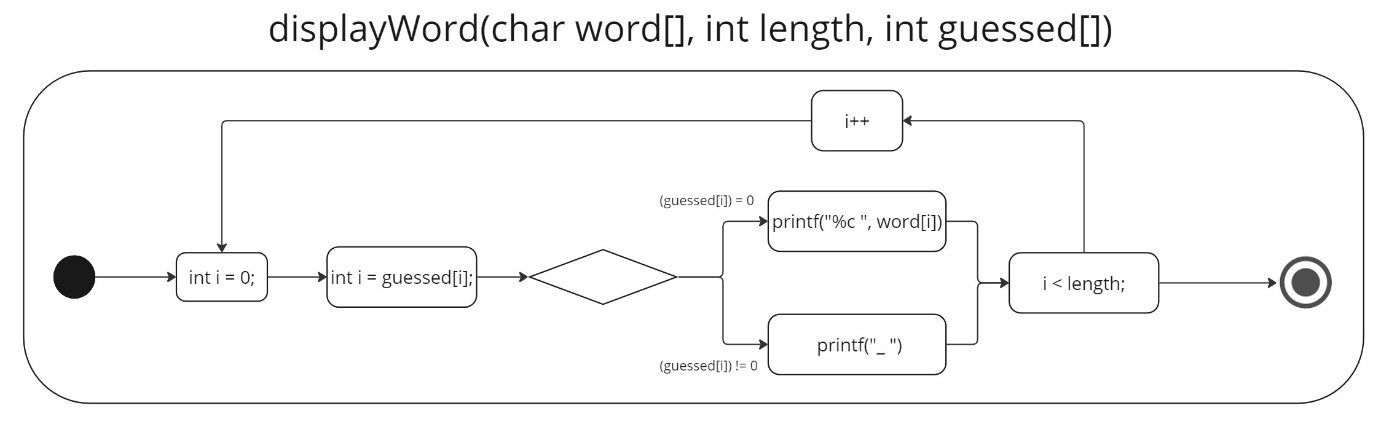 displayWord(char word[], int length, int guessed[])
i++
(guessed[i]) = 0
printf("%c ", word[i])
int i = 0;
int i = guessed[i];
i < length;
printf("_ ")
(guessed[i]) != 0